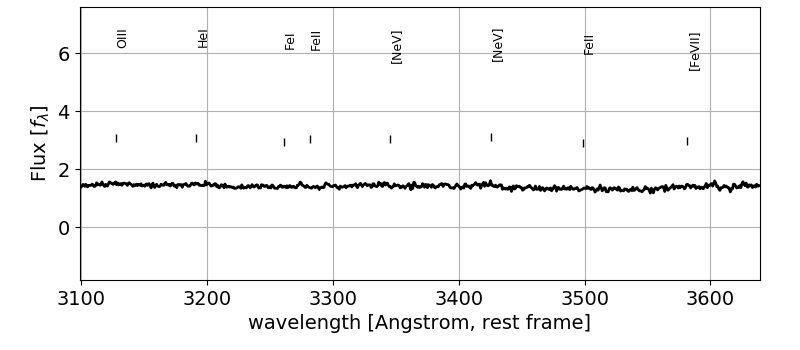 OIII HeI FeI FeII [NeV] [NeV] FeII [FeVII]
6
4
2
0
Flux [fλ]
3100 3200 3300 3400 3500 3600
wavelength [Angstrom, rest frame]